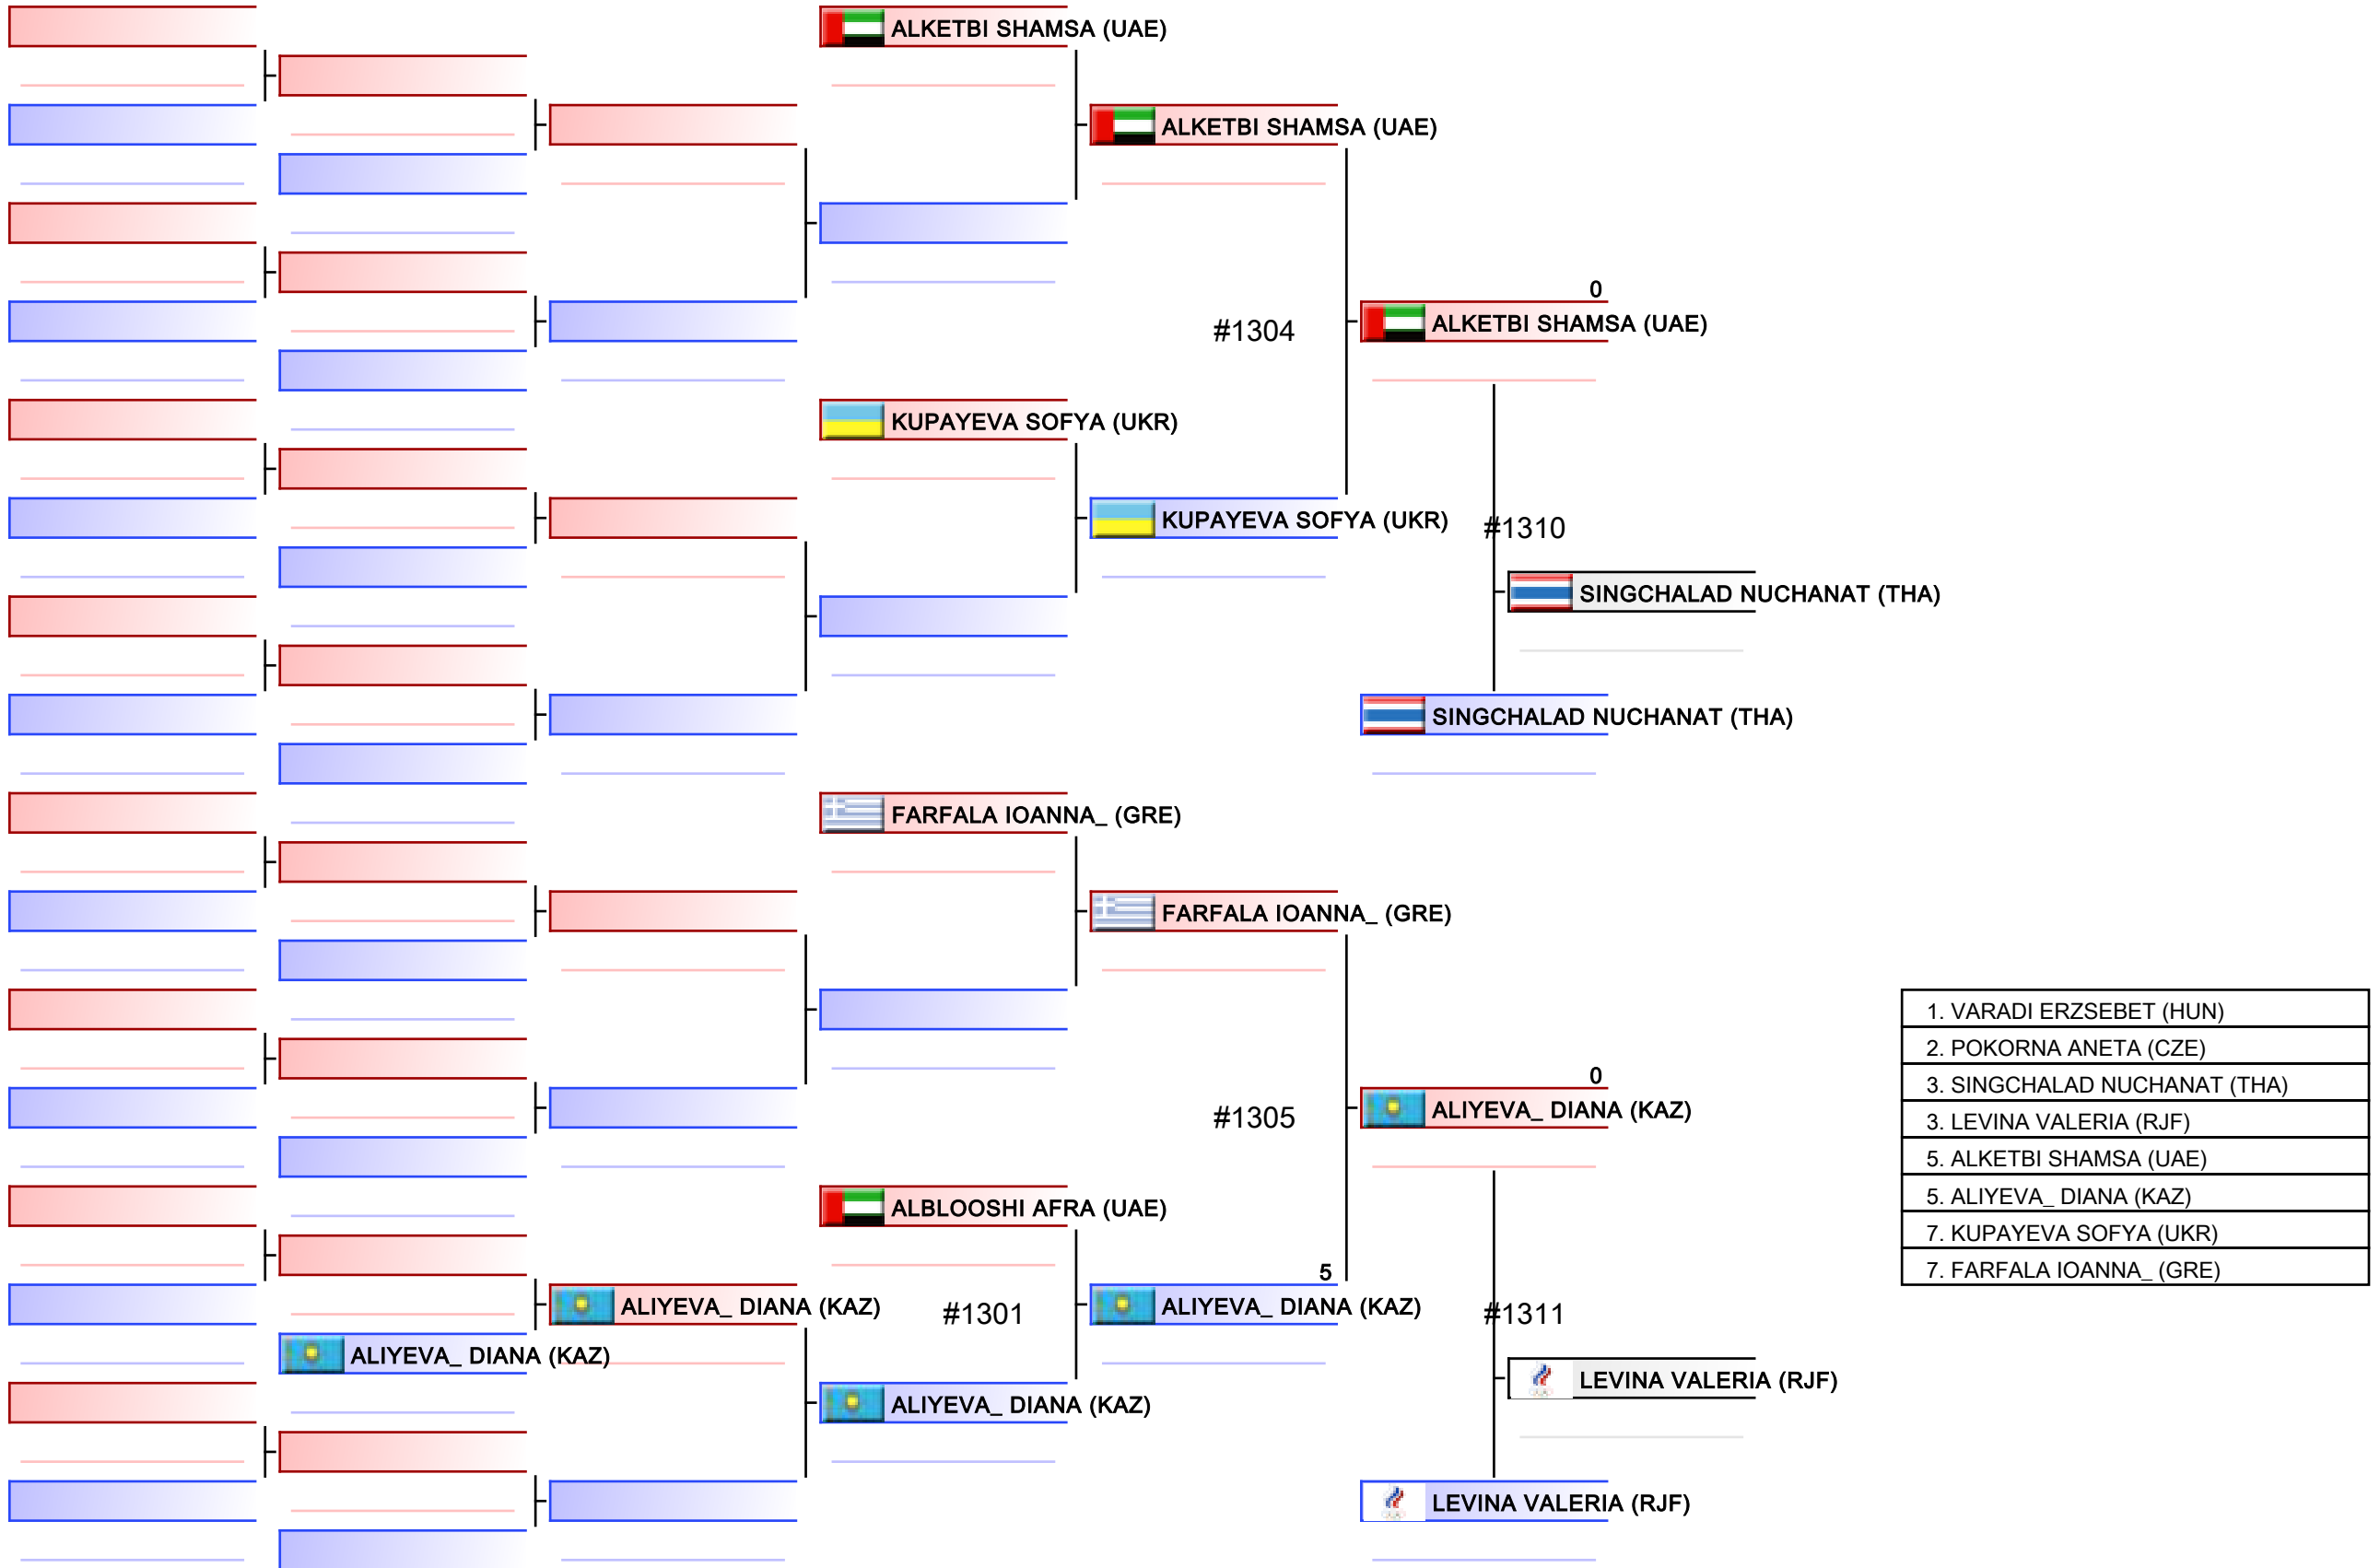 ALKETBI SHAMSA (UAE)
ALKETBI SHAMSA (UAE)
0
#1304
ALKETBI SHAMSA (UAE)
KUPAYEVA SOFYA (UKR)
KUPAYEVA SOFYA (UKR)
#1310
SINGCHALAD NUCHANAT (THA)
SINGCHALAD NUCHANAT (THA)
FARFALA IOANNA_ (GRE)
FARFALA IOANNA_ (GRE)
0
#1305
ALIYEVA_ DIANA (KAZ)
ALBLOOSHI AFRA (UAE)
5
ALIYEVA_ DIANA (KAZ)
#1301
ALIYEVA_ DIANA (KAZ)
#1311
ALIYEVA_ DIANA (KAZ)
LEVINA VALERIA (RJF)
ALIYEVA_ DIANA (KAZ)
LEVINA VALERIA (RJF)
1. VARADI ERZSEBET (HUN)
2. POKORNA ANETA (CZE)
3. SINGCHALAD NUCHANAT (THA)
3. LEVINA VALERIA (RJF)
5. ALKETBI SHAMSA (UAE)
5. ALIYEVA_ DIANA (KAZ)
7. KUPAYEVA SOFYA (UKR)
7. FARFALA IOANNA_ (GRE)